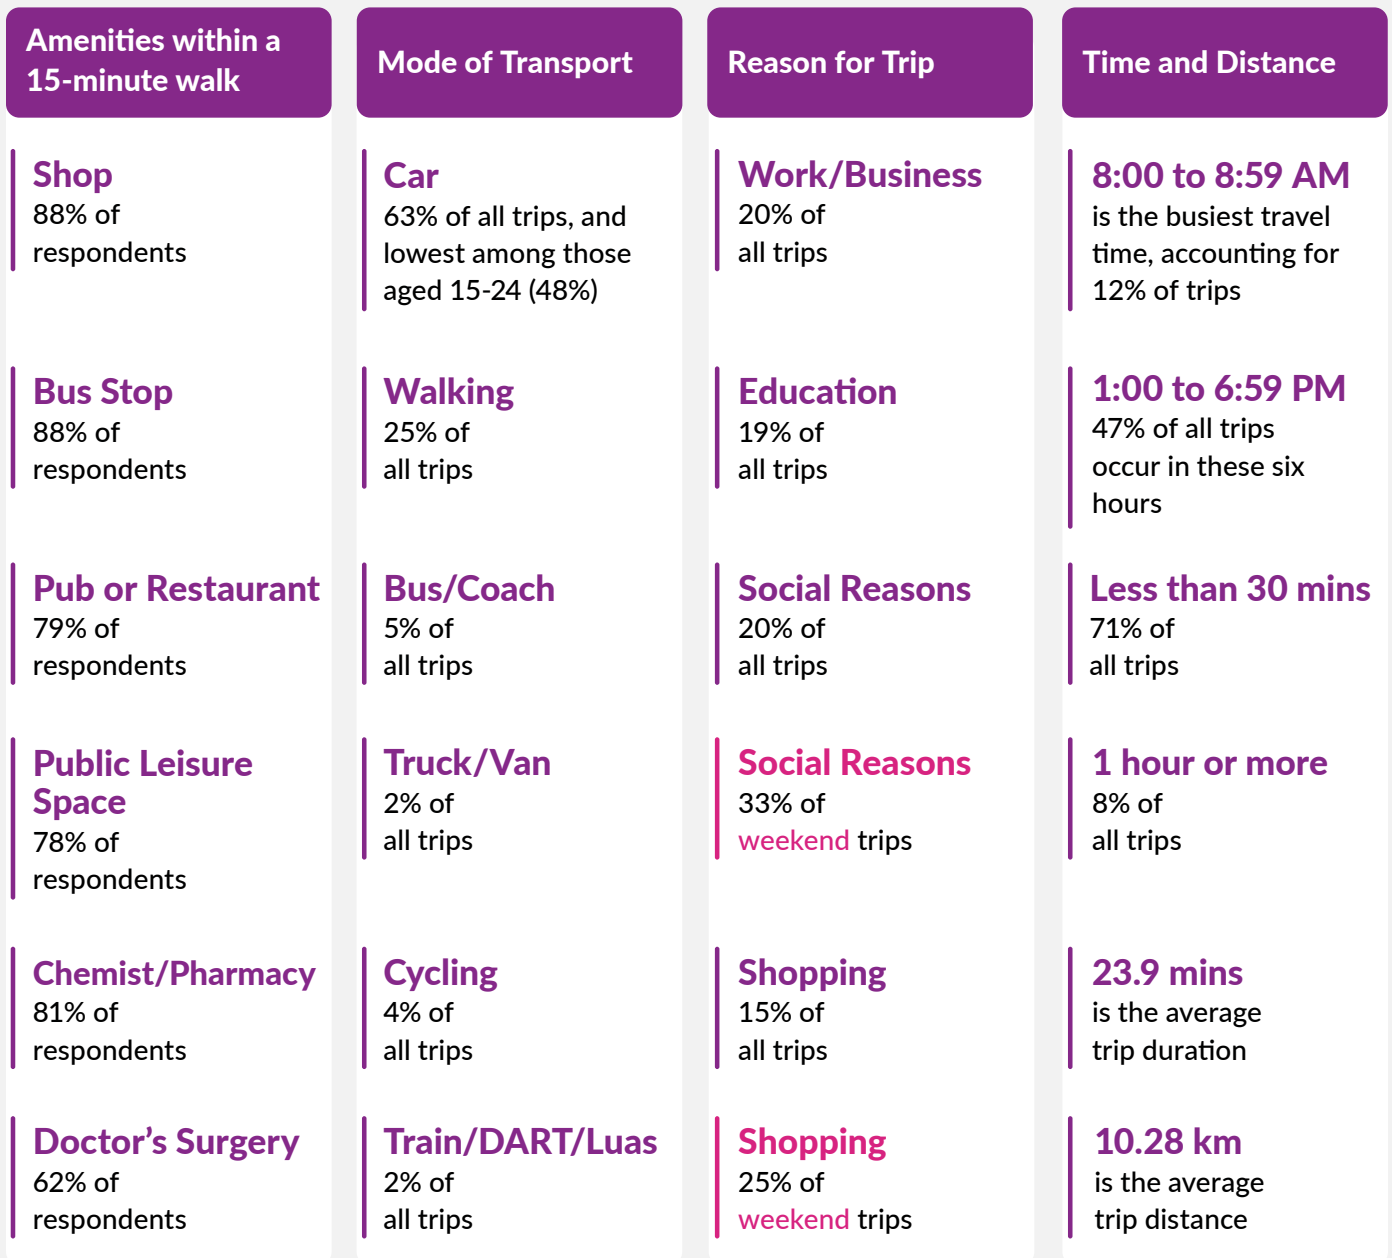 Amenities within a
15-minute walk
Shop
88% of
respondents
Bus Stop
88% of
respondents
Pub or Restaurant
79% of
respondents
Public Leisure
Space
78% of
respondents
Chemist/Pharmacy
81% of
respondents
Doctor’s Surgery
62% of
respondents
Mode of Transport
Car
63% of all trips, and
lowest among those
aged 15-24 (48%)
Walking
25% of
all trips
Bus/Coach
5% of
all trips
Truck/Van
2% of
all trips
Cycling
4% of
all trips
Train/DART/Luas
2% of
all trips
Reason for Trip
Work/Business
20% of
all trips
Education
19% of
all trips
Social Reasons
20% of
all trips
Social Reasons
33% of
weekend trips
Shopping
15% of
all trips
Shopping
25% of
weekend trips
Time and Distance
8:00 to 8:59 AM
is the busiest travel
time, accounting for
12% of trips
1:00 to 6:59 PM
47% of all trips
occur in these six
hours
Less than 30 mins
71% of
all trips
1 hour or more
8% of
all trips
23.9 mins
is the average
trip duration
10.28 km
is the average
trip distance